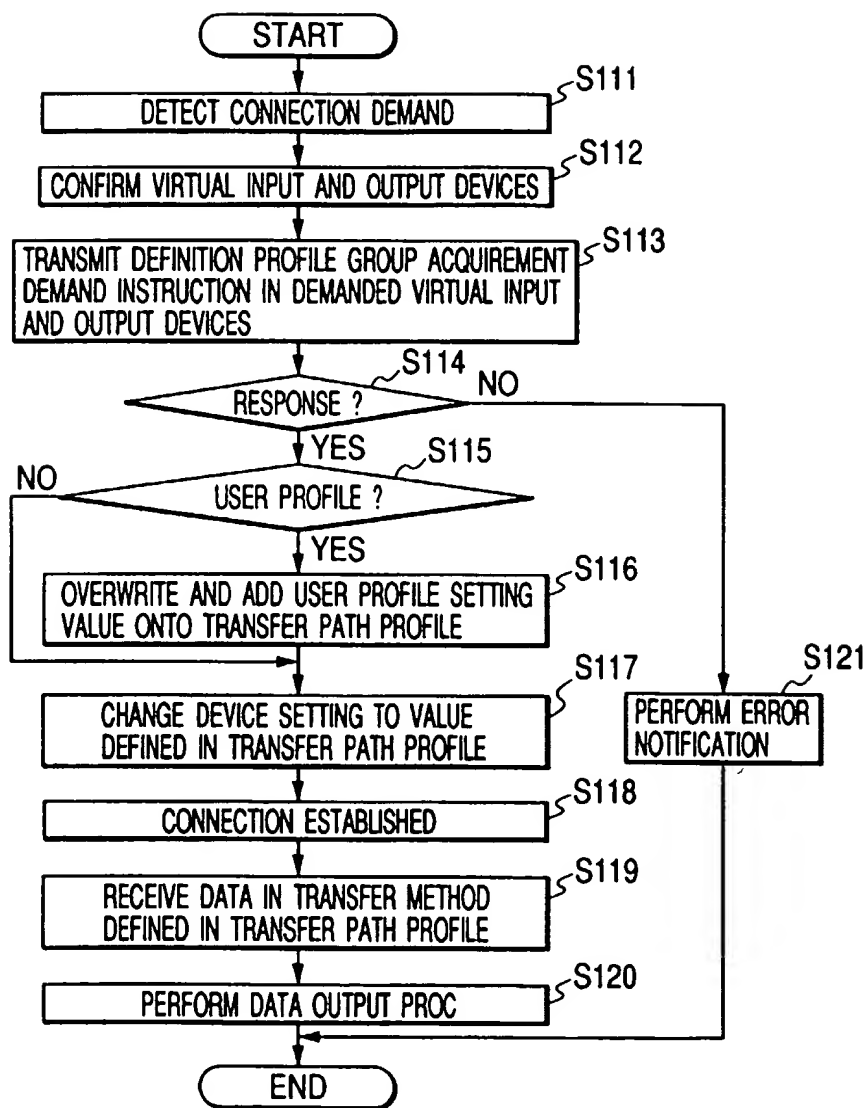 START
S111
DETECT CONNECTION DEMAND
S112
CONFIRM VIRTUAL INPUT AND OUTPUT DEVICES
S113
TRANSMIT DEFINITION PROFILE GROUP ACQUIREMENT
DEMAND INSTRUCTION IN DEMANDED VIRTUAL INPUT
AND OUTPUT DEVICES
S114
RESPONSE ?
NO
YES
S115
USER PROFILE ?
NO
YES
S116
OVERWRITE AND ADD USER PROFILE SETTING
VALUE ONTO TRANSFER PATH PROFILE
S117
CHANGE DEVICE SETTING TO VALUE
DEFINED IN TRANSFER PATH PROFILE
S121
PERFORM ERROR
NOTIFICATION
S118
CONNECTION ESTABLISHED
S119
RECEIVE DATA IN TRANSFER METHOD
DEFINED IN TRANSFER PATH PROFILE
S120
PERFORM DATA OUTPUT PROC
END